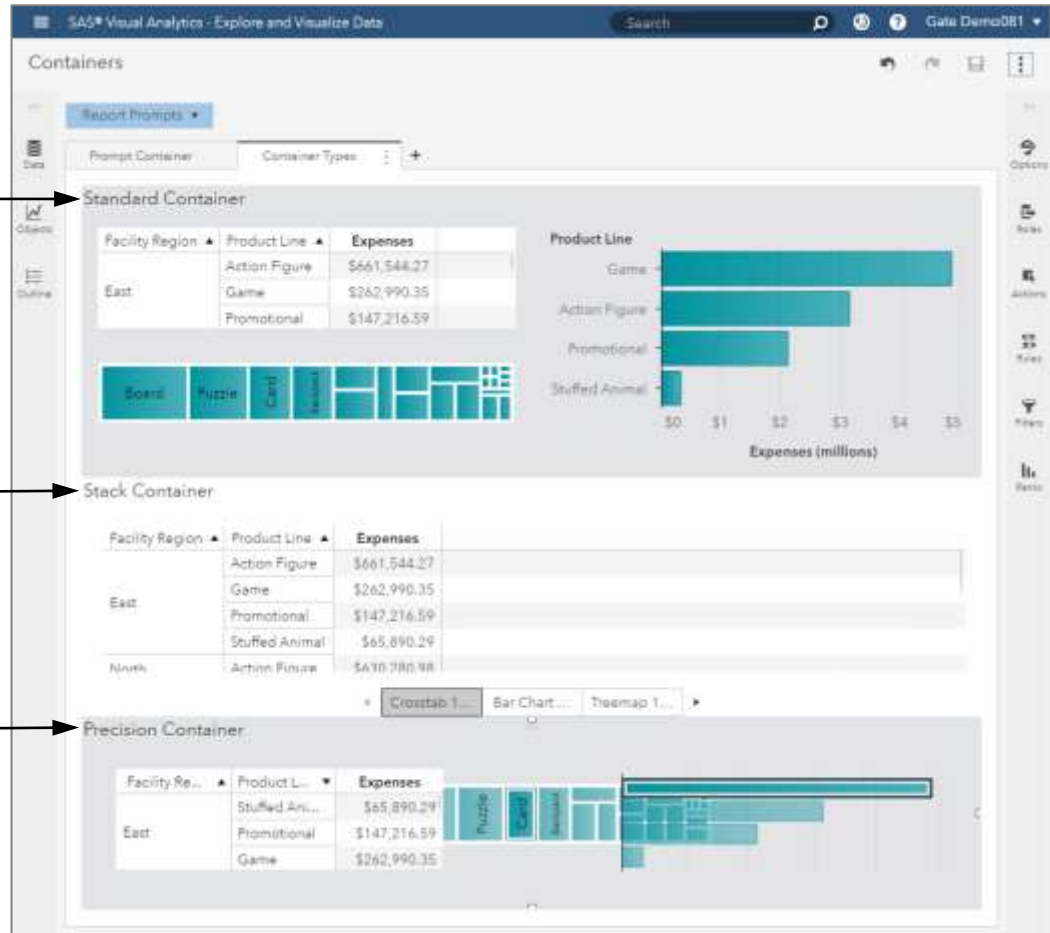 SAS® Visual Analytics - Explore and Visualize Data
Search
Gate Demo081
Containers
Report Prompts
Data
Prompt Container
Container Types
Options
Standard Container
Objects
Roles
Facility Region
Product Line
Expenses
Action Figure
$661,544.27
East
Game
$262,990.35
Promotional
$147,216.59
Outline
Actions
Product Line
Game
Action Figure
Promotional
Stuffed Animal
$0
$1
$2
$3
$4
$5
Expenses (millions)
Rules
Filters
Ranks
Board
Puzzle
Card
Backpack
Stack Container
Facility Region
Product Line
Expenses
Action Figure
$661,544.27
East
Game
$262,990.35
Promotional
$147,216.59
Stuffed Animal
$65,890.29
North
Action Figure
$630,280.98
Crosstab 1...
Bar Chart ...
Treemap 1...
Precision Container
Facility Re...
Product L...
Expenses
Stuffed Ani...
$65,890.29
East
Promotional
$147,216.59
Game
$262,990.35
Puzzle
Card
Backpack